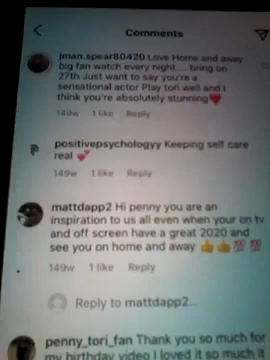 Comments
jman.spear80420 Love Home and away
big fan watch every night.... bring on
27th Just want to say you're a
sensational actor Play tori well and I
think you're absolutely stunning❤️
149w 1 like Reply
positivepsychologyy Keeping self care
real 💕
149w 1 like Reply
mattdapp2 Hi penny you are an
inspiration to us all even when your on tv
and off screen have a great 2020 and
see you on home and away 👍👍💯💯
149w 1 like Reply
Reply to mattdapp2...
penny_tori_fan Thank you so much for
my birthday video I loved it so much it